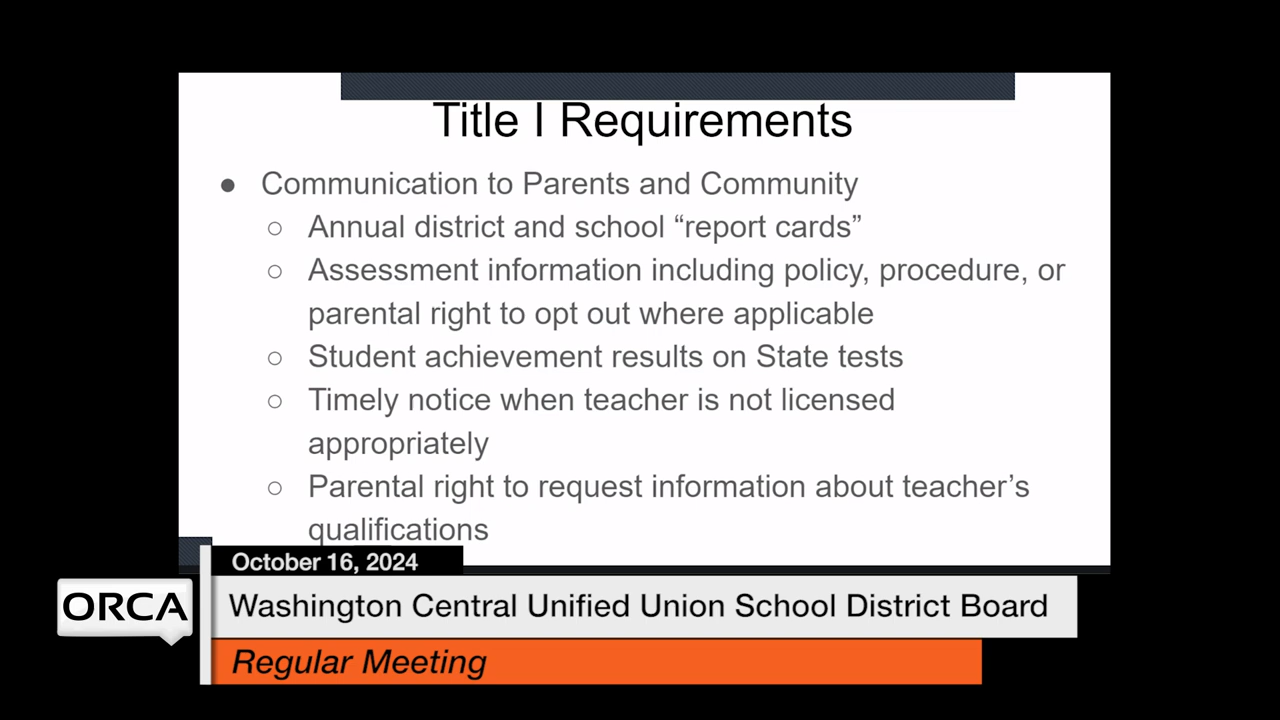 Title I Requirements
● Communication to Parents and Community
○ Annual district and school “report cards”
○ Assessment information including policy, procedure, or
parental right to opt out where applicable
○ Student achievement results on State tests
○ Timely notice when teacher is not licensed
appropriately
○ Parental right to request information about teacher’s
qualifications
October 16, 2024
ORCA
Washington Central Unified Union School District Board
Regular Meeting